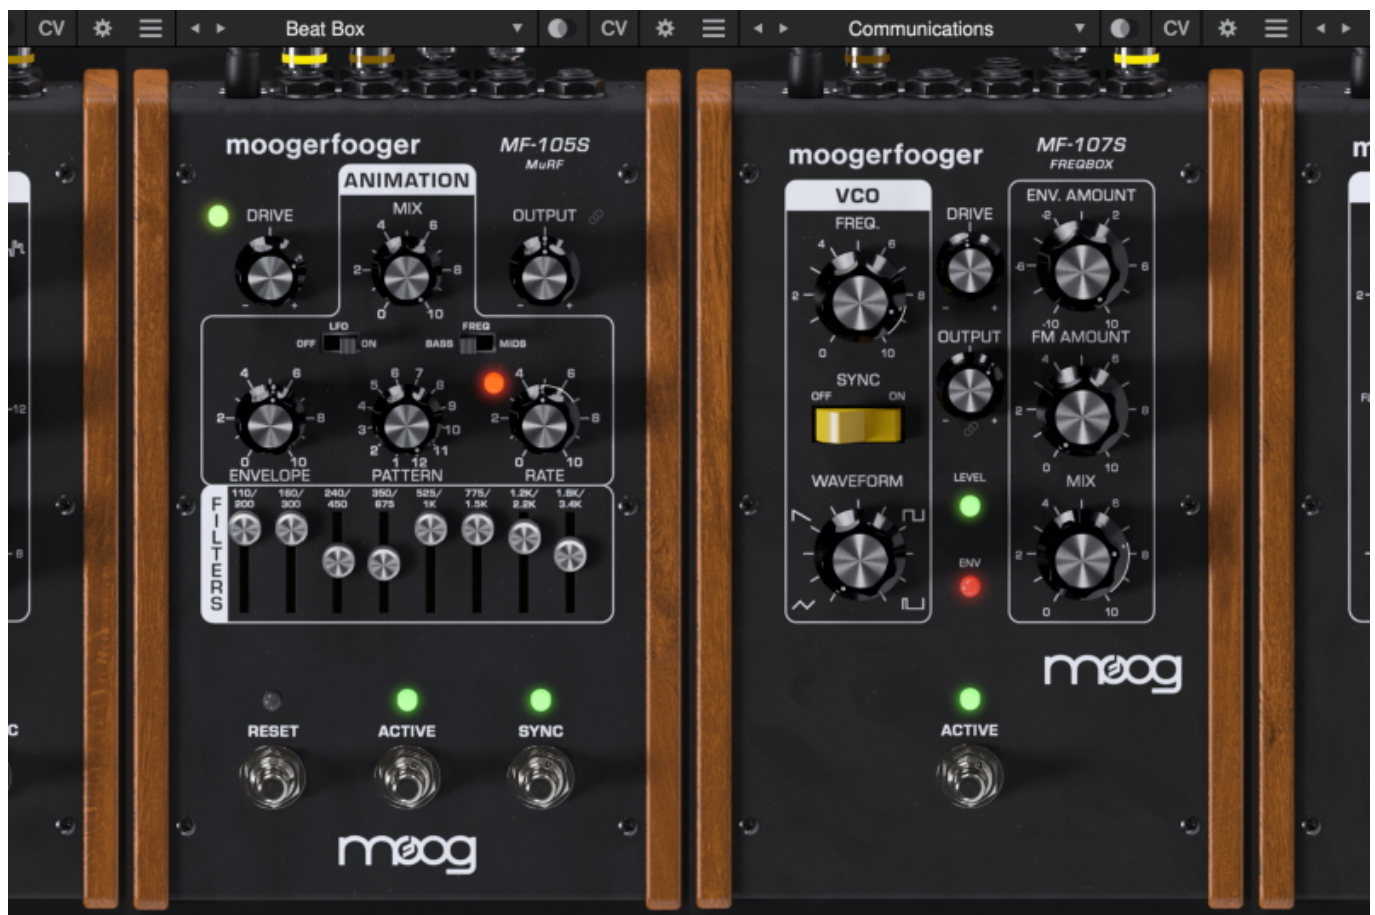 CV
Beat Box
CV
Communications
CV
moogerfooger
MF-105S
MuRF
ANIMATION
DRIVE
MIX
OUTPUT
4 6
2 8
0 10
- +
LFO
OFF ON
FREQ
BASS MIDS
4 6
2 8
0 10
ENVELOPE
6 7
5 8
4 9
3 10
2 11
1 12
PATTERN
4 6
2 8
0 10
RATE
FILTERS
110/ 160/ 240/ 350/ 525/ 775/ 1.2K/ 1.8K/
200 300 450 675 1K 1.5K 2.2K 3.4K
RESET
ACTIVE
SYNC
moog
moogerfooger
MF-107S
FREQBOX
VCO
FREQ.
4 6
2 8
0 10
SYNC
OFF ON
WAVEFORM
DRIVE
- +
OUTPUT
- +
LEVEL
ENV
ENV. AMOUNT
-2 2
-6 6
-10 10
FM AMOUNT
4 6
2 8
0 10
MIX
4 6
2 8
0 10
moog
ACTIVE
-12
8
C
m
2